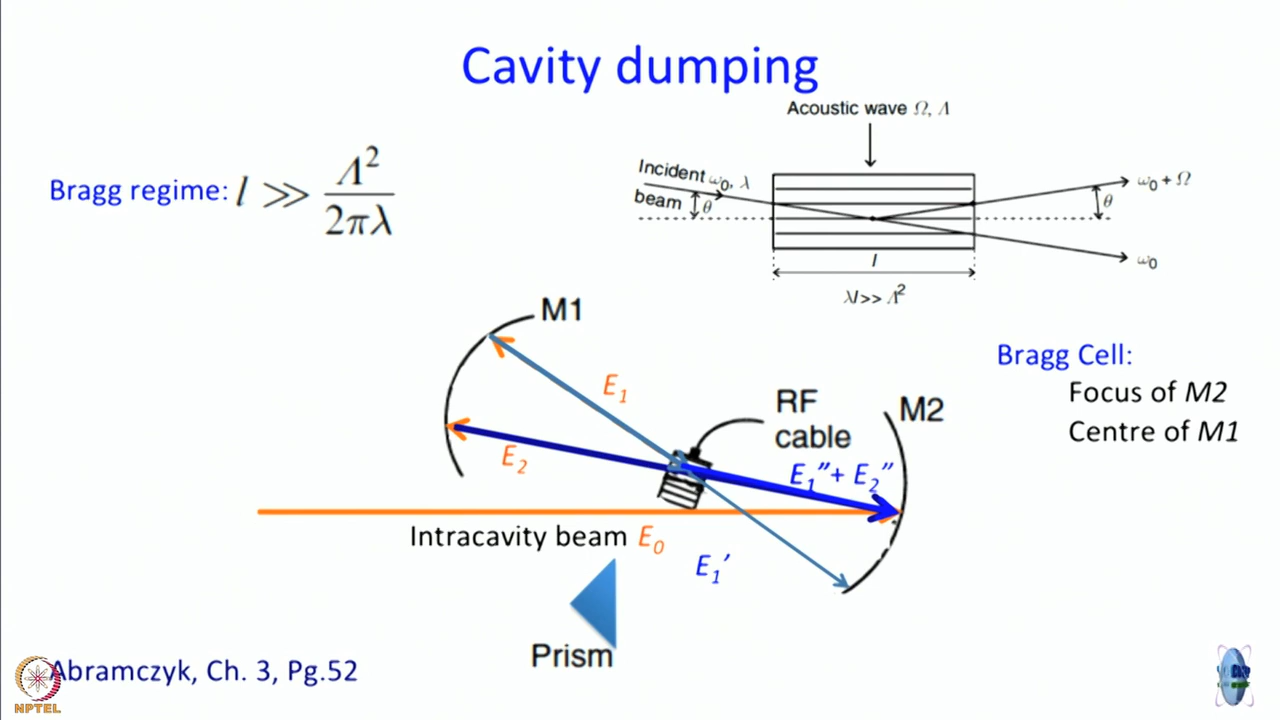 Cavity dumping
Acoustic wave Ω, Λ
Bragg regime: l >> Λ² / 2πλ
Incident ω₀, λ
beam θ
ω₀ + Ω
θ
ω₀
l
λl >> Λ²
M1
E₁
RF
cable
M2
Bragg Cell:
Focus of M2
Centre of M1
E₂
E₁″+ E₂″
Intracavity beam E₀
E₁′
Prism
Abramczyk, Ch. 3, Pg.52
NPTEL